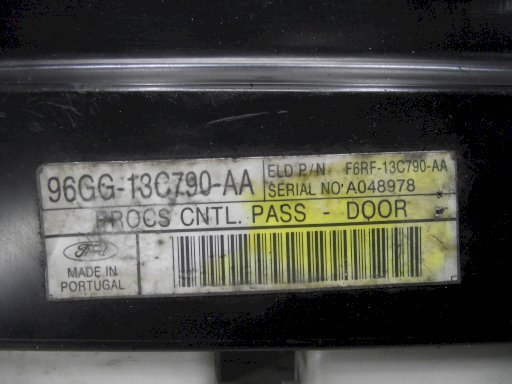 96GG-13C790-AA
ELD P/N F6RF-13C790-AA
SERIAL NO A048978
PROCS CNTL. PASS - DOOR
Ford
MADE IN
PORTUGAL